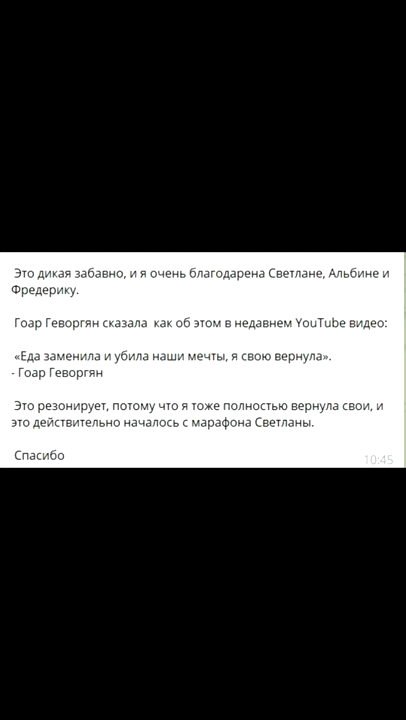 Это дикая забавно, и я очень благодарена Светлане, Альбине и
Фредерику.
Гоар Геворгян сказала как об этом в недавнем YouTube видео:
«Еда заменила и убила наши мечты, я свою вернула».
- Гоар Геворгян
Это резонирует, потому что я тоже полностью вернула свои, и
это действительно началось с марафона Светланы.
Спасибо
10:45